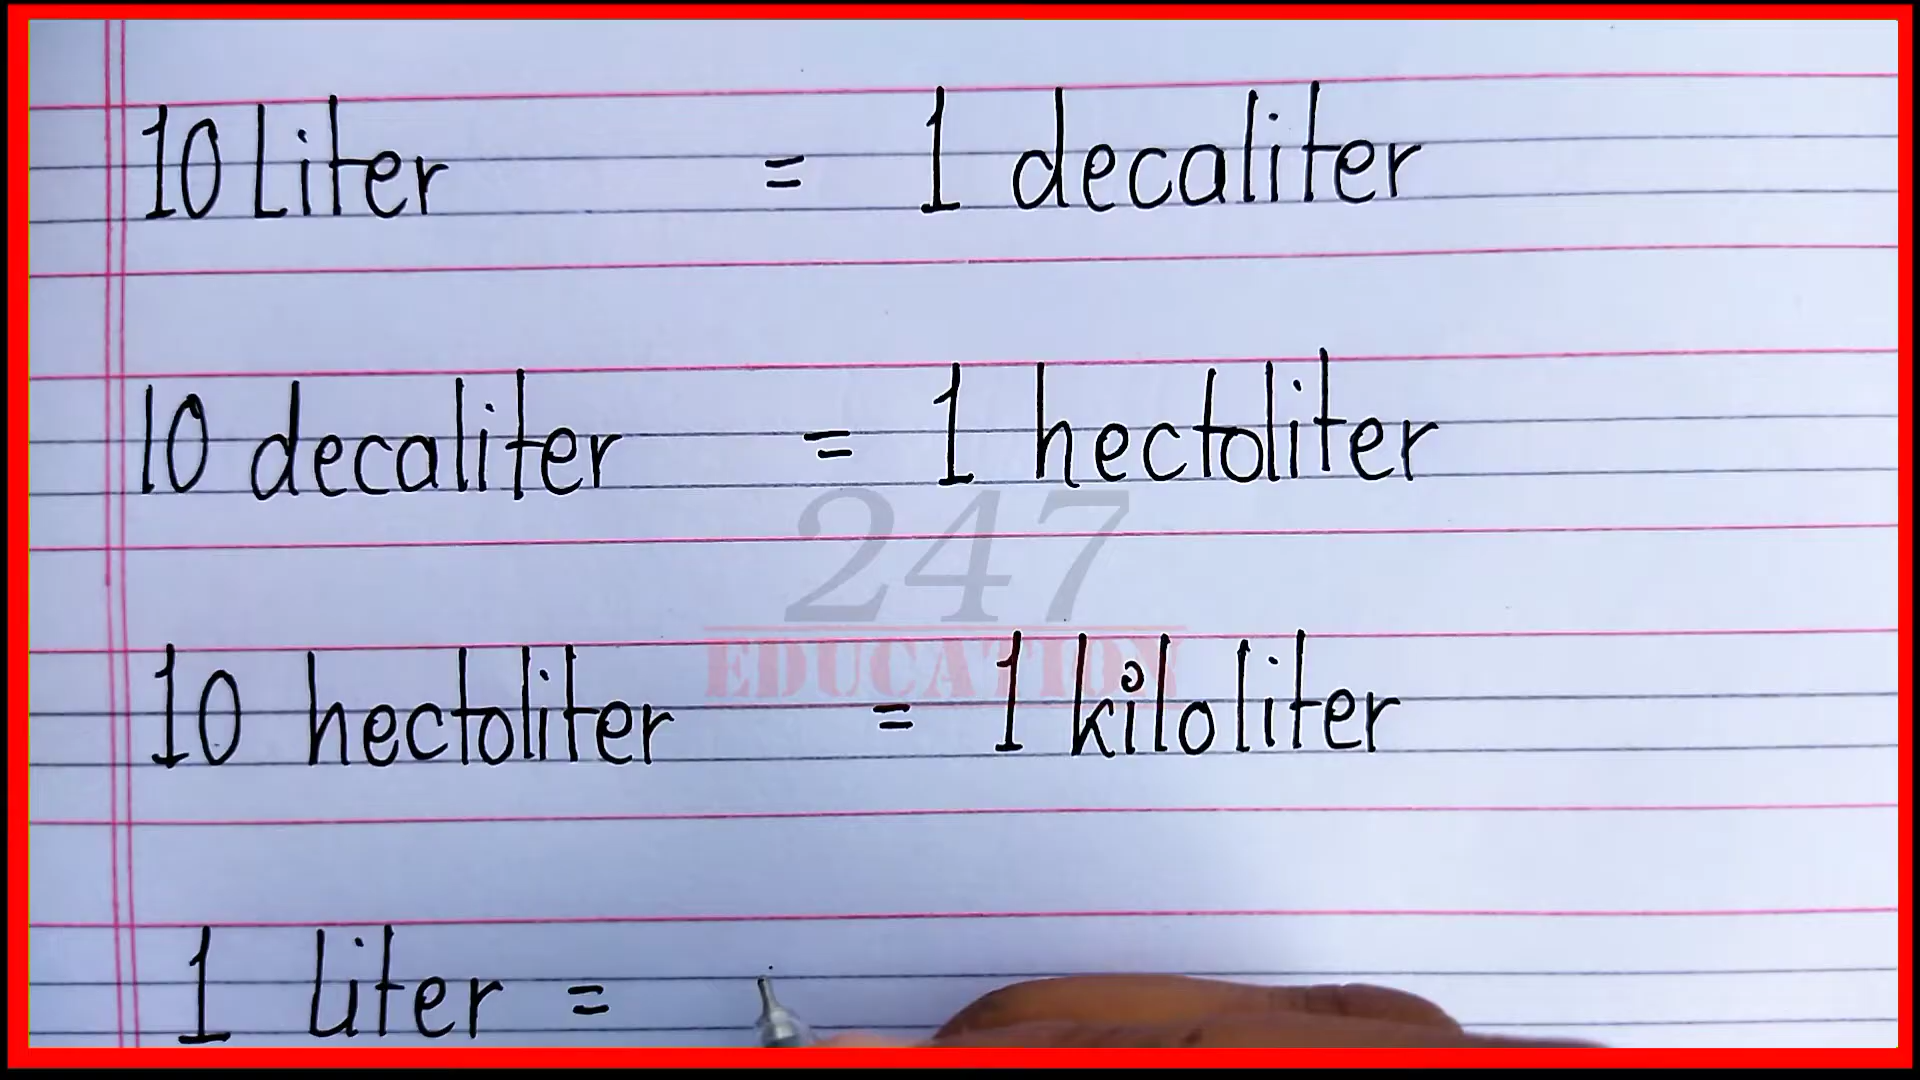 10 Liter = 1 decaliter
10 decaliter = 1 hectoliter
247
EDUCATION
10 hectoliter = 1 kiloliter
1 liter =